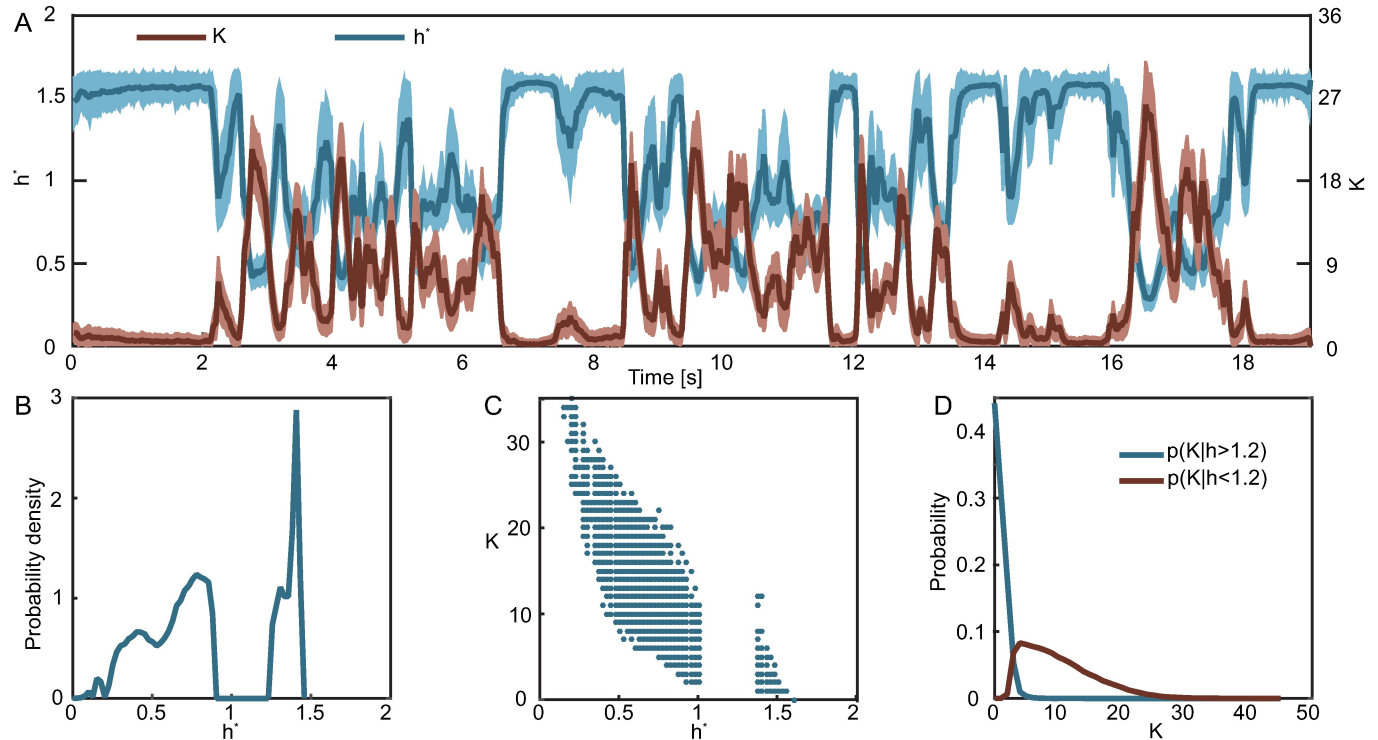 A
K
h*
2
1.5
1
0.5
0
h*
36
27
18
9
0
K
0 2 4 6 8 10 12 14 16 18
Time [s]
B
3
2
1
0
Probability density
0 0.5 1 1.5 2
h*
C
30
20
10
0
K
0 0.5 1 1.5 2
h*
D
p(K|h>1.2)
p(K|h<1.2)
0.4
0.3
0.2
0.1
0
Probability
0 10 20 30 40 50
K